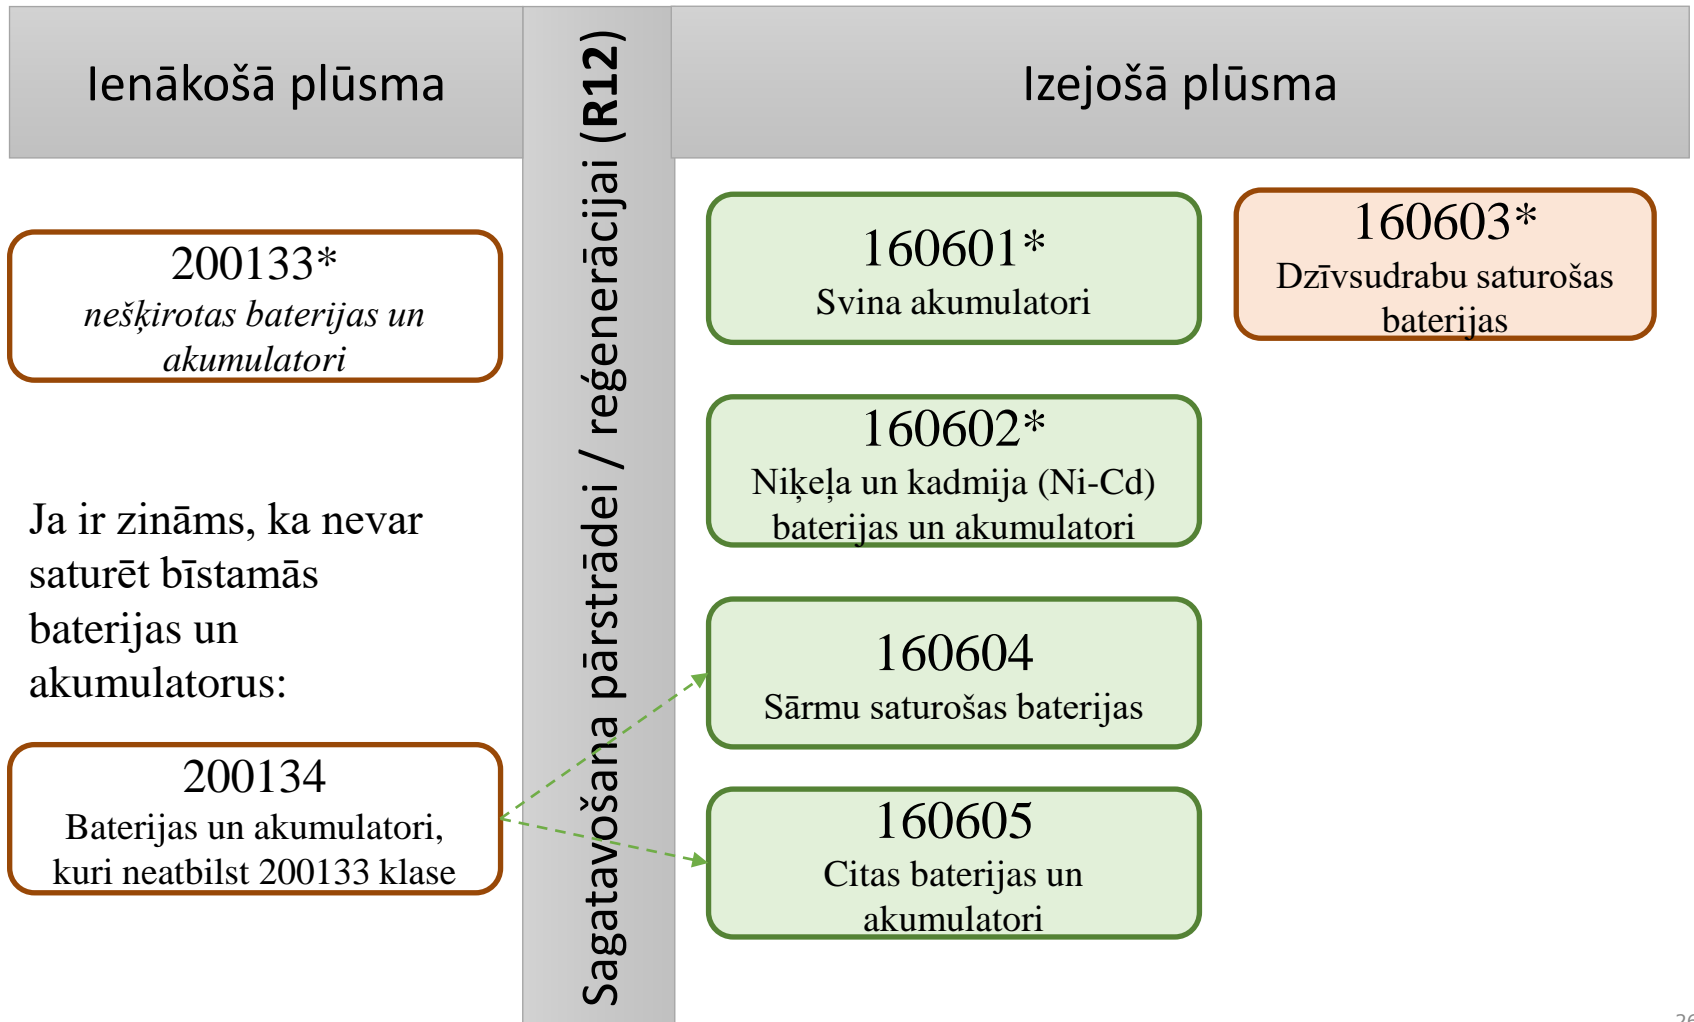 Ienākošā plūsma
Sagatavošana pārstrādei / reģenerācijai (R12)
Izejošā plūsma
200133*
nešķirotas baterijas un
akumulatori
Ja ir zināms, ka nevar
saturēt bīstamās
baterijas un
akumulatorus:
200134
Baterijas un akumulatori,
kuri neatbilst 200133 klase
160601*
Svina akumulatori
160603*
Dzīvsudrabu saturošas
baterijas
160602*
Niķeļa un kadmija (Ni-Cd)
baterijas un akumulatori
160604
Sārmu saturošas baterijas
160605
Citas baterijas un
akumulatori
26